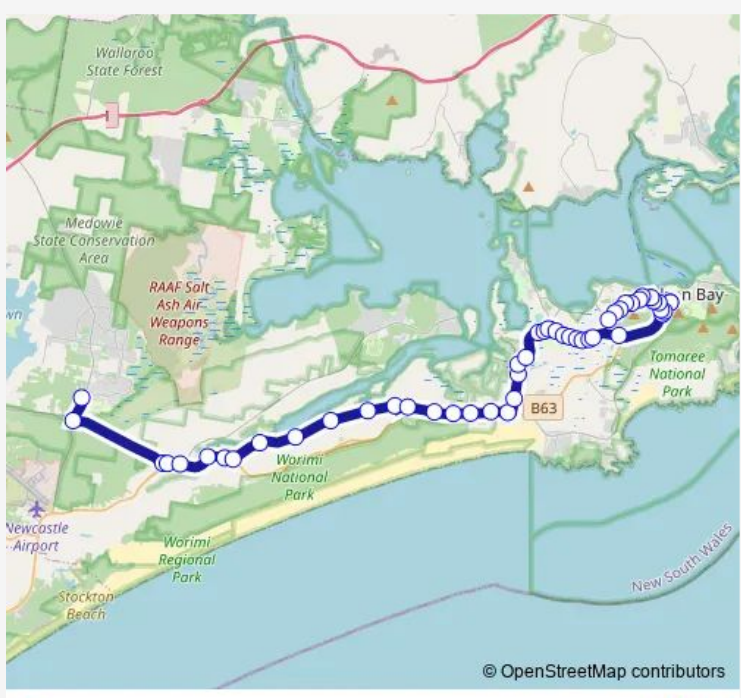 Wallaroo
State Forest
Medowie
State Conservation
Area
RAAF Salt
Ash Air
Weapons
Range
wn
n Bay
Tomaree
National
Park
B63
Worimi
National
Park
Newcastle
Airport
Worimi
Regional
Park
Stockton
Beach
New South Wales
© OpenStreetMap contributors